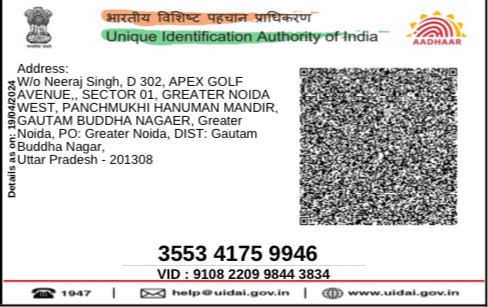 भारतीय विशिष्ट पहचान प्राधिकरण
Unique Identification Authority of India
AADHAAR
Details as on: 19/04/2024
Address:
W/o Neeraj Singh, D 302, APEX GOLF
AVENUE,, SECTOR 01, GREATER NOIDA
WEST, PANCHMUKHI HANUMAN MANDIR,
GAUTAM BUDDHA NAGAER, Greater
Noida, PO: Greater Noida, DIST: Gautam
Buddha Nagar,
Uttar Pradesh - 201308
3553 4175 9946
VID : 9108 2209 9844 3834
1947 | help@uidai.gov.in | www.uidai.gov.in